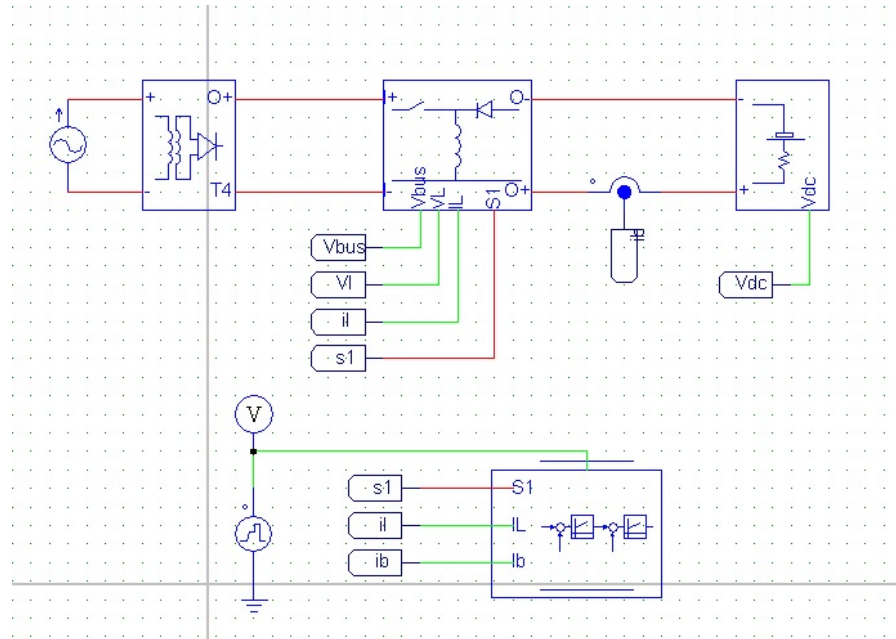 + O+ + O- -
- T4 - O+ +
Vbus VL IL S1 Vdc
Vbus
Vl
il
s1
Vdc
V
s1 S1
il IL
ib Ib